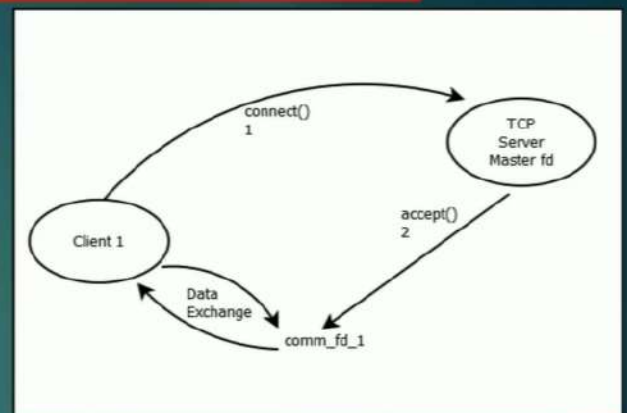 connect()
1
TCP
Server
Master fd
accept()
2
Client 1
Data
Exchange
comm_fd_1